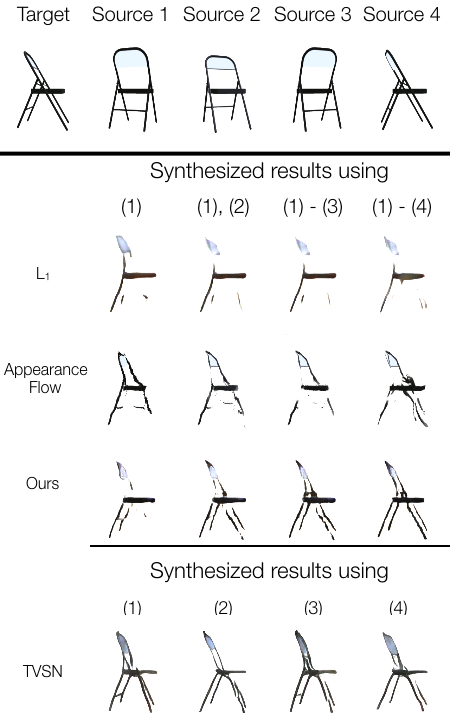 Target Source 1 Source 2 Source 3 Source 4
Synthesized results using
(1) (1), (2) (1) - (3) (1) - (4)
L₁
Appearance
Flow
Ours
Synthesized results using
(1) (2) (3) (4)
TVSN